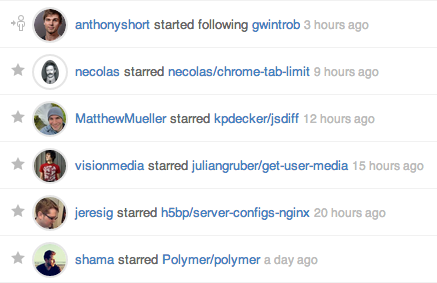 anthonyshort started following gwintrob 3 hours ago
necolas starred necolas/chrome-tab-limit 9 hours ago
MatthewMueller starred kpdecker/jsdiff 12 hours ago
visionmedia starred juliangruber/get-user-media 15 hours ago
jeresig starred h5bp/server-configs-nginx 20 hours ago
shama starred Polymer/polymer a day ago